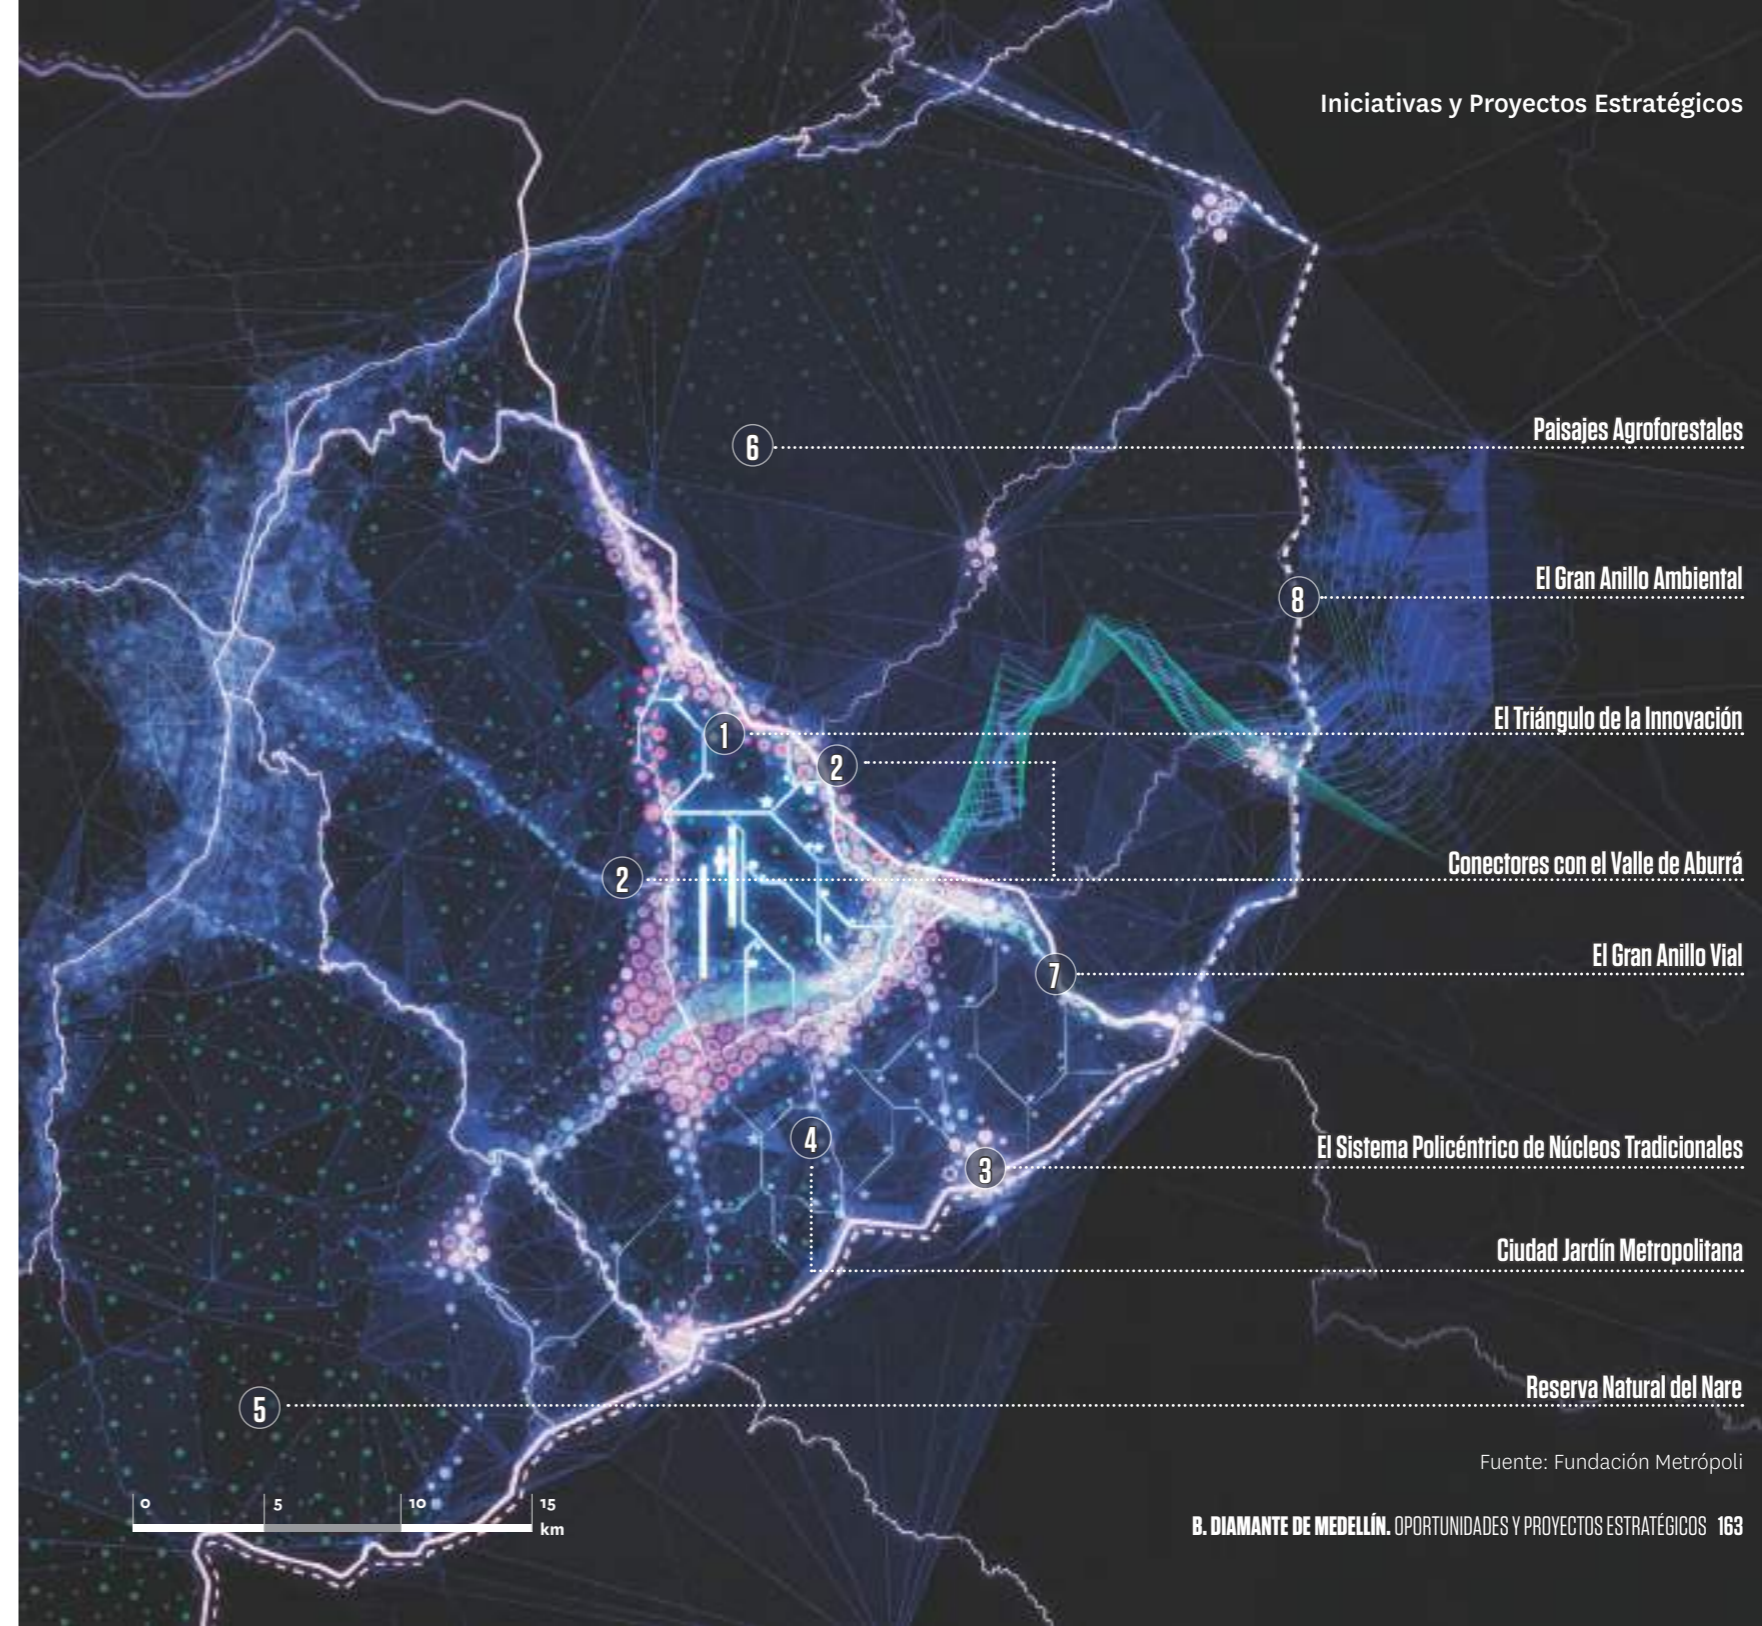 Iniciativas y Proyectos Estratégicos
6
Paisajes Agroforestales
8
El Gran Anillo Ambiental
1
El Triángulo de la Innovación
2
2
Conectores con el Valle de Aburrá
7
El Gran Anillo Vial
4
3
El Sistema Policéntrico de Núcleos Tradicionales
Ciudad Jardín Metropolitana
5
Reserva Natural del Nare
Fuente: Fundación Metrópoli
0 5 10 15
km
B. DIAMANTE DE MEDELLÍN. OPORTUNIDADES Y PROYECTOS ESTRATÉGICOS 163